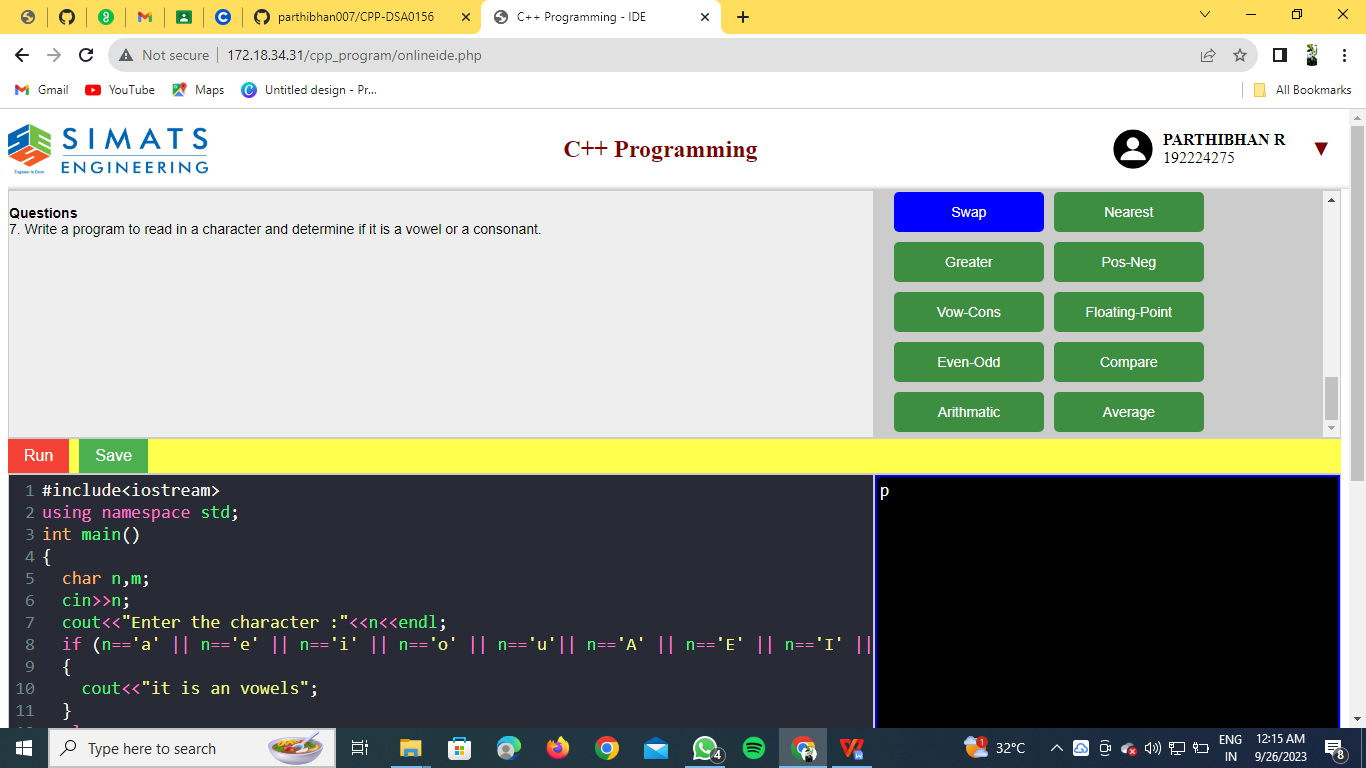 parthibhan007/CPP-DSA0156
C++ Programming - IDE
Not secure
172.18.34.31/cpp_program/onlineide.php
Gmail
YouTube
Maps
Untitled design - Pr...
All Bookmarks
SIMATS
ENGINEERING
C++ Programming
PARTHIBHAN R
192224275
Questions
7. Write a program to read in a character and determine if it is a vowel or a consonant.
Swap
Nearest
Greater
Pos-Neg
Vow-Cons
Floating-Point
Even-Odd
Compare
Arithmatic
Average
Run
Save
1 #include<iostream>
2 using namespace std;
3 int main()
4 {
5 char n,m;
6 cin>>n;
7 cout<<"Enter the character :"<<n<<endl;
8 if (n=='a' || n=='e' || n=='i' || n=='o' || n=='u'|| n=='A' || n=='E' || n=='I' ||
9 {
10 cout<<"it is an vowels";
11 }
p
Type here to search
4
1
32°C
ENG
IN
12:15 AM
9/26/2023
8